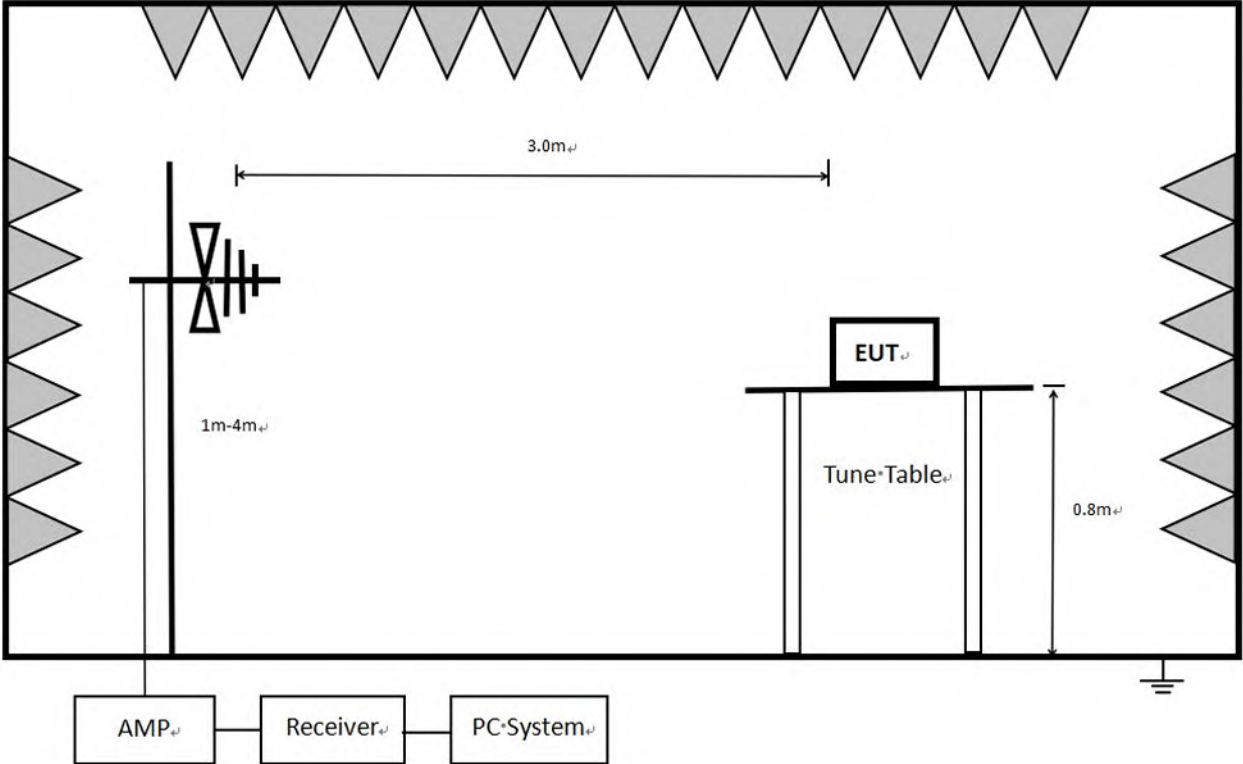 3.0m↵
EUT↵
1m-4m↵
Tune·Table↵
0.8m↵
AMP↵
Receiver↵
PC·System↵